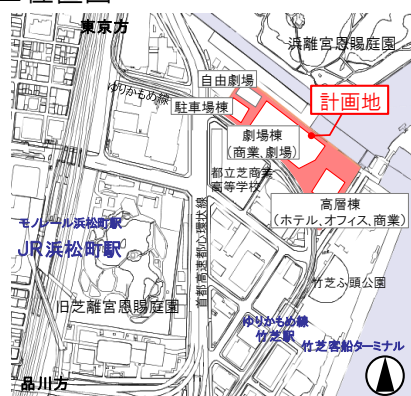 東京方
浜離宮恩賜庭園
自由劇場
ゆりかもめ線
駐車場棟
計画地
劇場棟
(商業、劇場)
都立芝商業
高等学校
高層棟
(ホテル、オフィス、商業)
首都高速都心環状線
モノレール浜松町駅
JR浜松町駅
旧芝離宮恩賜庭園
竹芝ふ頭公園
ゆりかもめ線
竹芝駅
竹芝客船ターミナル
品川方